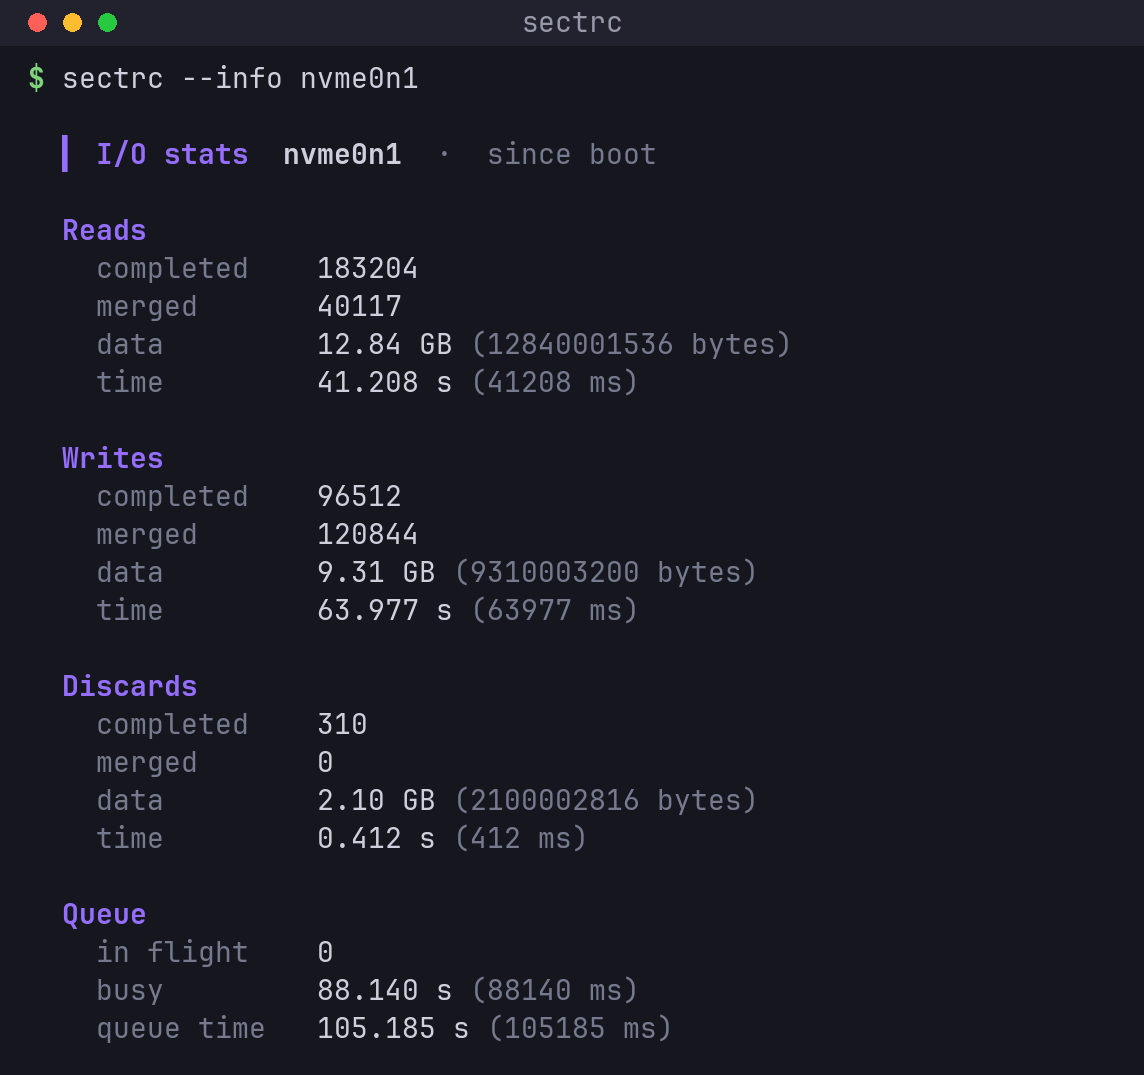 sectrc
$ sectrc --info nvme0n1
I/O stats nvme0n1 · since boot
Reads
completed 183204
merged 40117
data 12.84 GB (12840001536 bytes)
time 41.208 s (41208 ms)
Writes
completed 96512
merged 120844
data 9.31 GB (9310003200 bytes)
time 63.977 s (63977 ms)
Discards
completed 310
merged 0
data 2.10 GB (2100002816 bytes)
time 0.412 s (412 ms)
Queue
in flight 0
busy 88.140 s (88140 ms)
queue time 105.185 s (105185 ms)